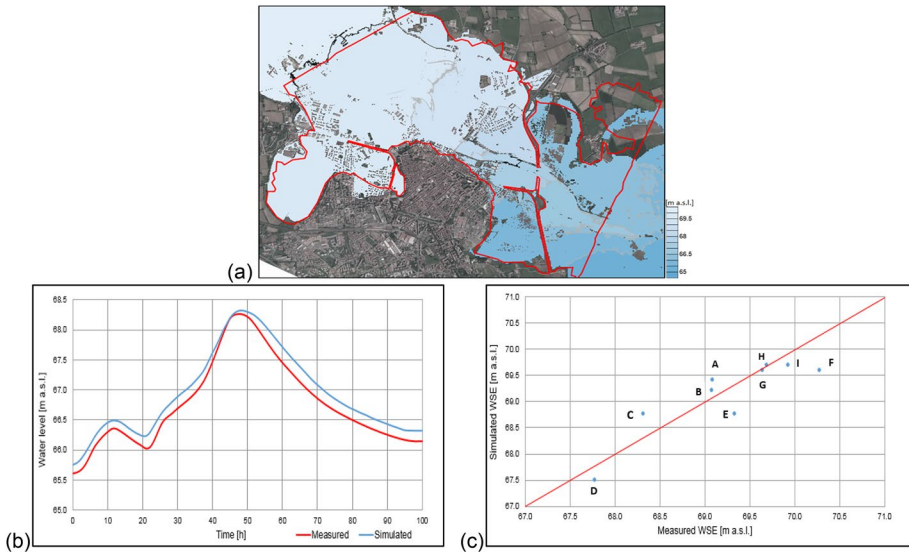 [m a.s.l.]
69.5
68
66.5
65
(a)
68.5
68.0
67.5
67.0
66.5
66.0
65.5
65.0
Water level [m a.s.l.]
0
10
20
30
40
50
60
70
80
90
100
Time [h]
Measured
Simulated
(b)
71.0
70.5
70.0
69.5
69.0
68.5
68.0
67.5
67.0
Simulated WSE [m a.s.l.]
A
B
C
D
E
F
G
H
I
67.0
67.5
68.0
68.5
69.0
69.5
70.0
70.5
71.0
Measured WSE [m a.s.l.]
(c)